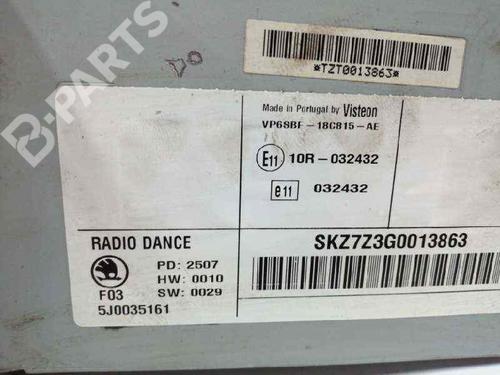 *TZT0013863*
Made in Portugal by Visteon
VP6SBF-18C815-AE
E11 10R-032432
e11 032432
RADIO DANCE
SKZ7Z3G0013863
PD: 2507
HW: 0010
F03 SW: 0029
5J0035161